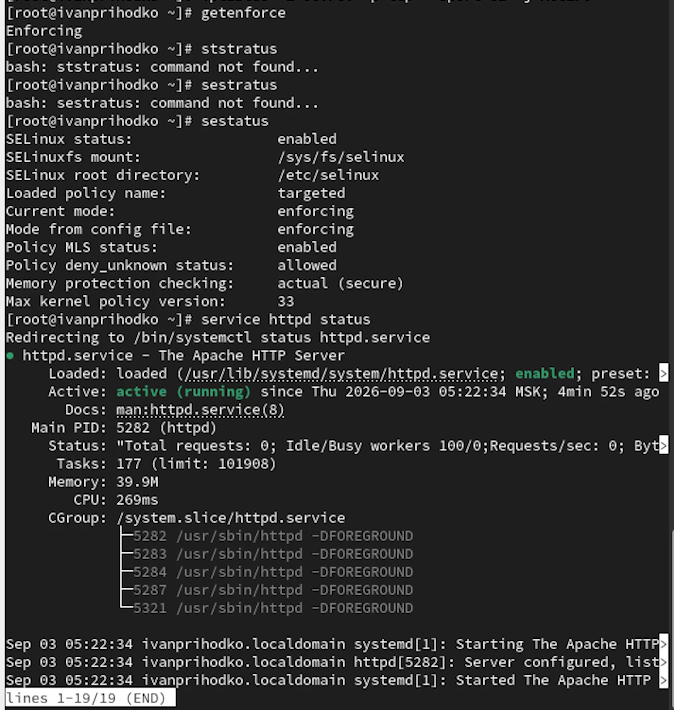 [root@ivanprihodko ~]# getenforce
Enforcing
[root@ivanprihodko ~]# ststratus
bash: ststratus: command not found...
[root@ivanprihodko ~]# sestratus
bash: sestratus: command not found...
[root@ivanprihodko ~]# sestatus
SELinux status:                 enabled
SELinuxfs mount:                /sys/fs/selinux
SELinux root directory:         /etc/selinux
Loaded policy name:             targeted
Current mode:                   enforcing
Mode from config file:          enforcing
Policy MLS status:              enabled
Policy deny_unknown status:     allowed
Memory protection checking:     actual (secure)
Max kernel policy version:      33
[root@ivanprihodko ~]# service httpd status
Redirecting to /bin/systemctl status httpd.service
● httpd.service - The Apache HTTP Server
     Loaded: loaded (/usr/lib/systemd/system/httpd.service; enabled; preset: >
     Active: active (running) since Thu 2026-09-03 05:22:34 MSK; 4min 52s ago
       Docs: man:httpd.service(8)
   Main PID: 5282 (httpd)
     Status: "Total requests: 0; Idle/Busy workers 100/0;Requests/sec: 0; Byt>
      Tasks: 177 (limit: 101908)
     Memory: 39.9M
        CPU: 269ms
     CGroup: /system.slice/httpd.service
             ├─5282 /usr/sbin/httpd -DFOREGROUND
             ├─5283 /usr/sbin/httpd -DFOREGROUND
             ├─5284 /usr/sbin/httpd -DFOREGROUND
             ├─5287 /usr/sbin/httpd -DFOREGROUND
             └─5321 /usr/sbin/httpd -DFOREGROUND
Sep 03 05:22:34 ivanprihodko.localdomain systemd[1]: Starting The Apache HTTP>
Sep 03 05:22:34 ivanprihodko.localdomain httpd[5282]: Server configured, list>
Sep 03 05:22:34 ivanprihodko.localdomain systemd[1]: Started The Apache HTTP >
lines 1-19/19 (END)